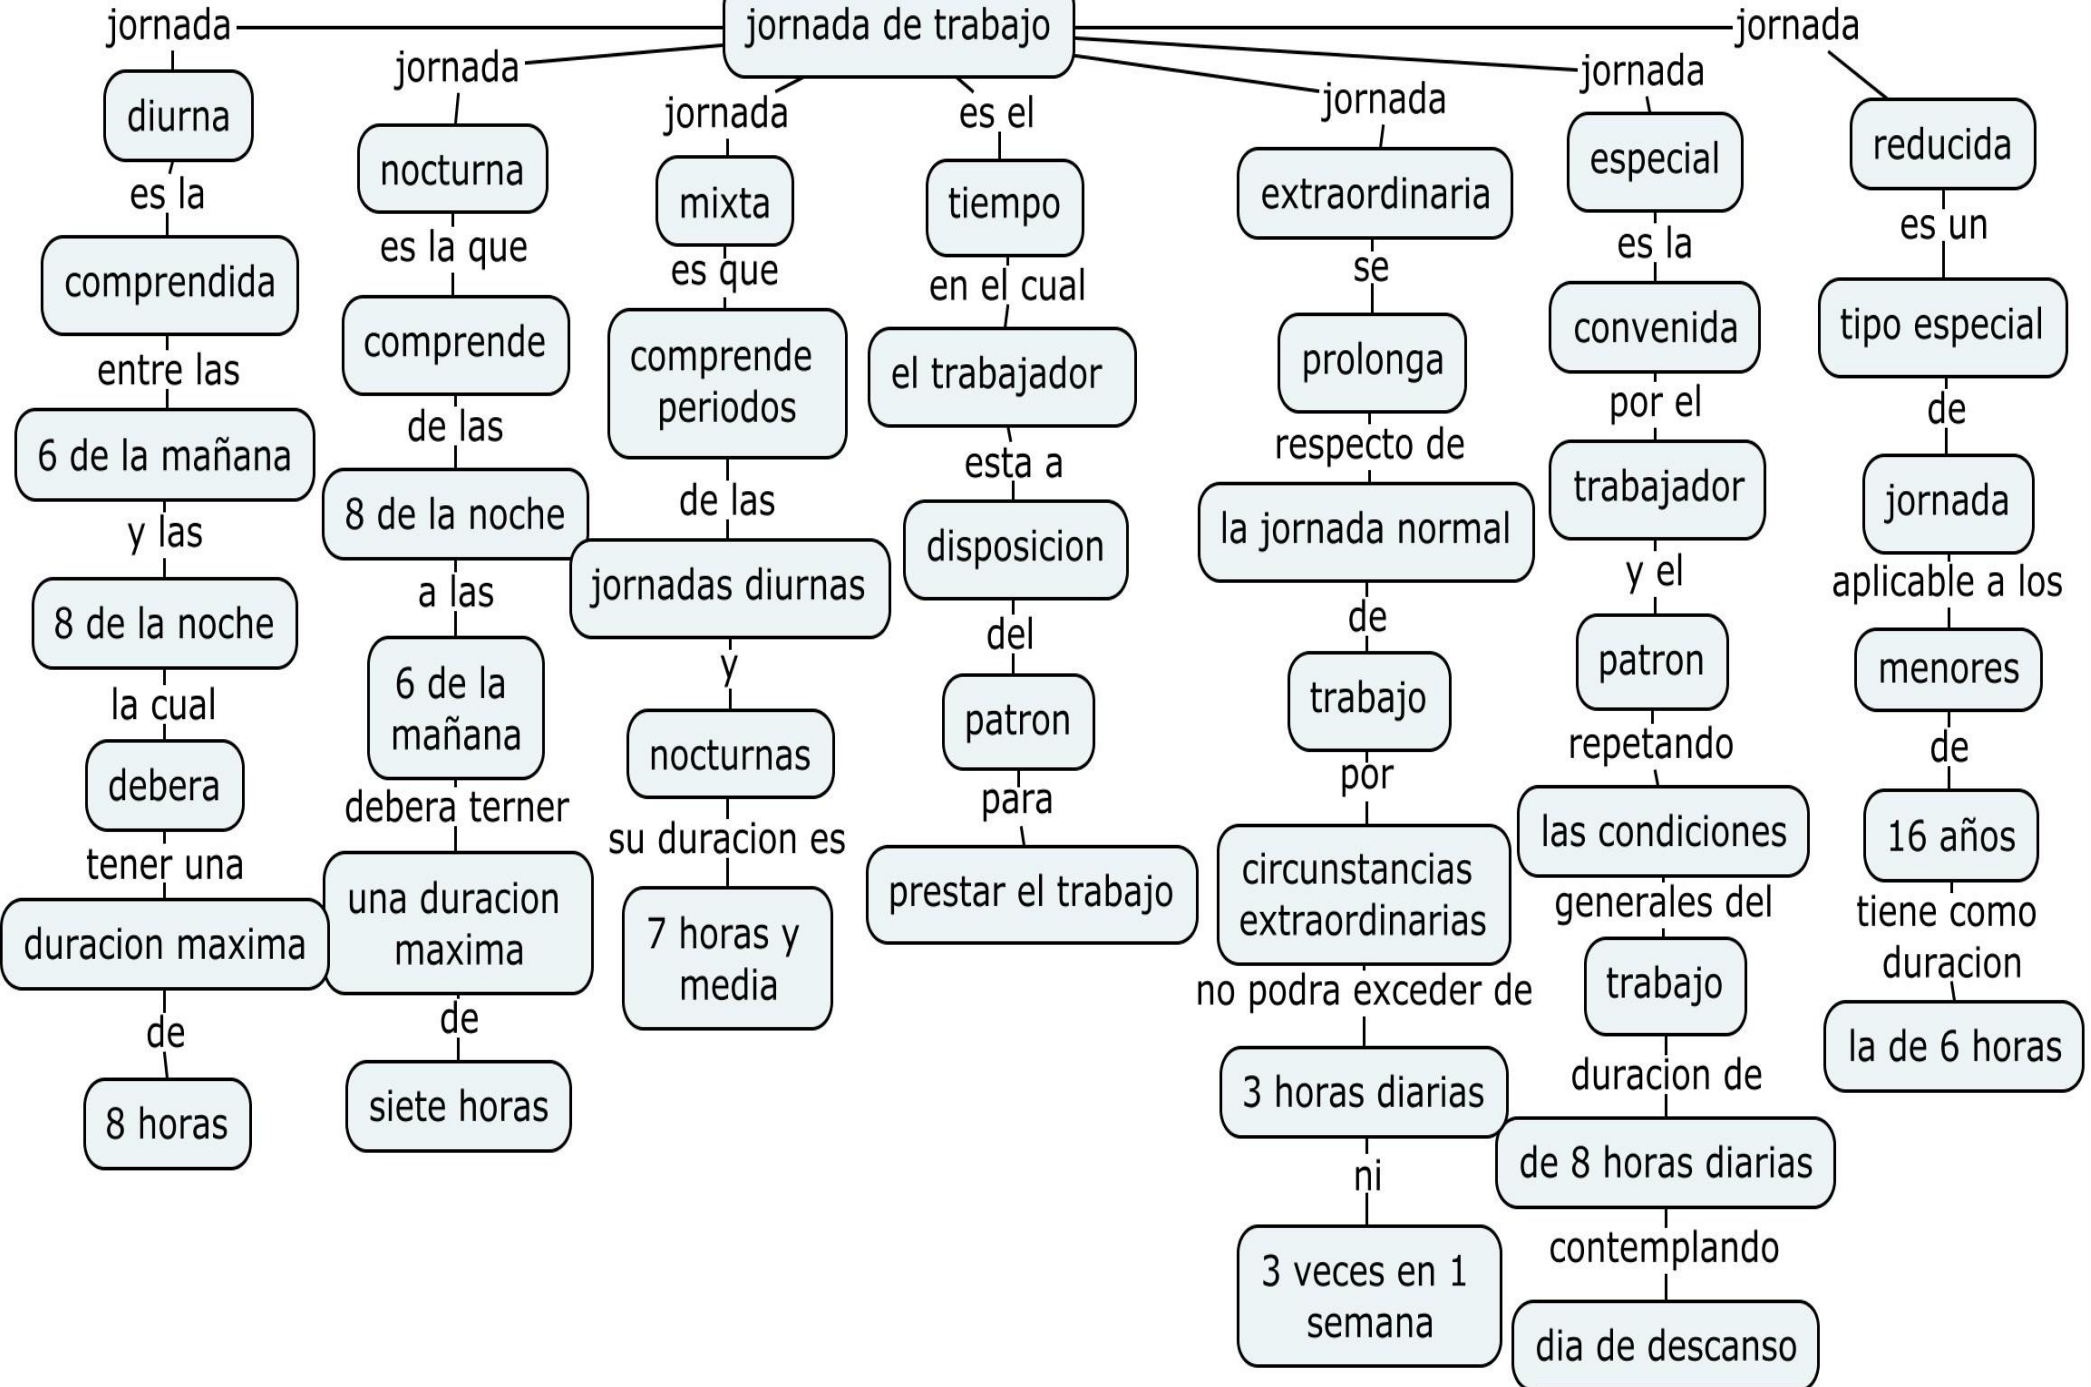 jornada de trabajo
jornada
diurna
es la
comprendida
entre las
6 de la mañana
y las
8 de la noche
la cual
debera
tener una
duracion maxima
de
8 horas
jornada
nocturna
es la que
comprende
de las
8 de la noche
a las
6 de la
mañana
debera terner
una duracion
maxima
de
siete horas
jornada
mixta
es que
comprende
periodos
de las
jornadas diurnas
y
nocturnas
su duracion es
7 horas y
media
es el
tiempo
en el cual
el trabajador
esta a
disposicion
del
patron
para
prestar el trabajo
jornada
extraordinaria
se
prolonga
respecto de
la jornada normal
de
trabajo
por
circunstancias
extraordinarias
no podra exceder de
3 horas diarias
ni
3 veces en 1
semana
jornada
especial
es la
convenida
por el
trabajador
y el
patron
repetando
las condiciones
generales del
trabajo
duracion de
de 8 horas diarias
contemplando
dia de descanso
jornada
reducida
es un
tipo especial
de
jornada
aplicable a los
menores
de
16 años
tiene como
duracion
la de 6 horas